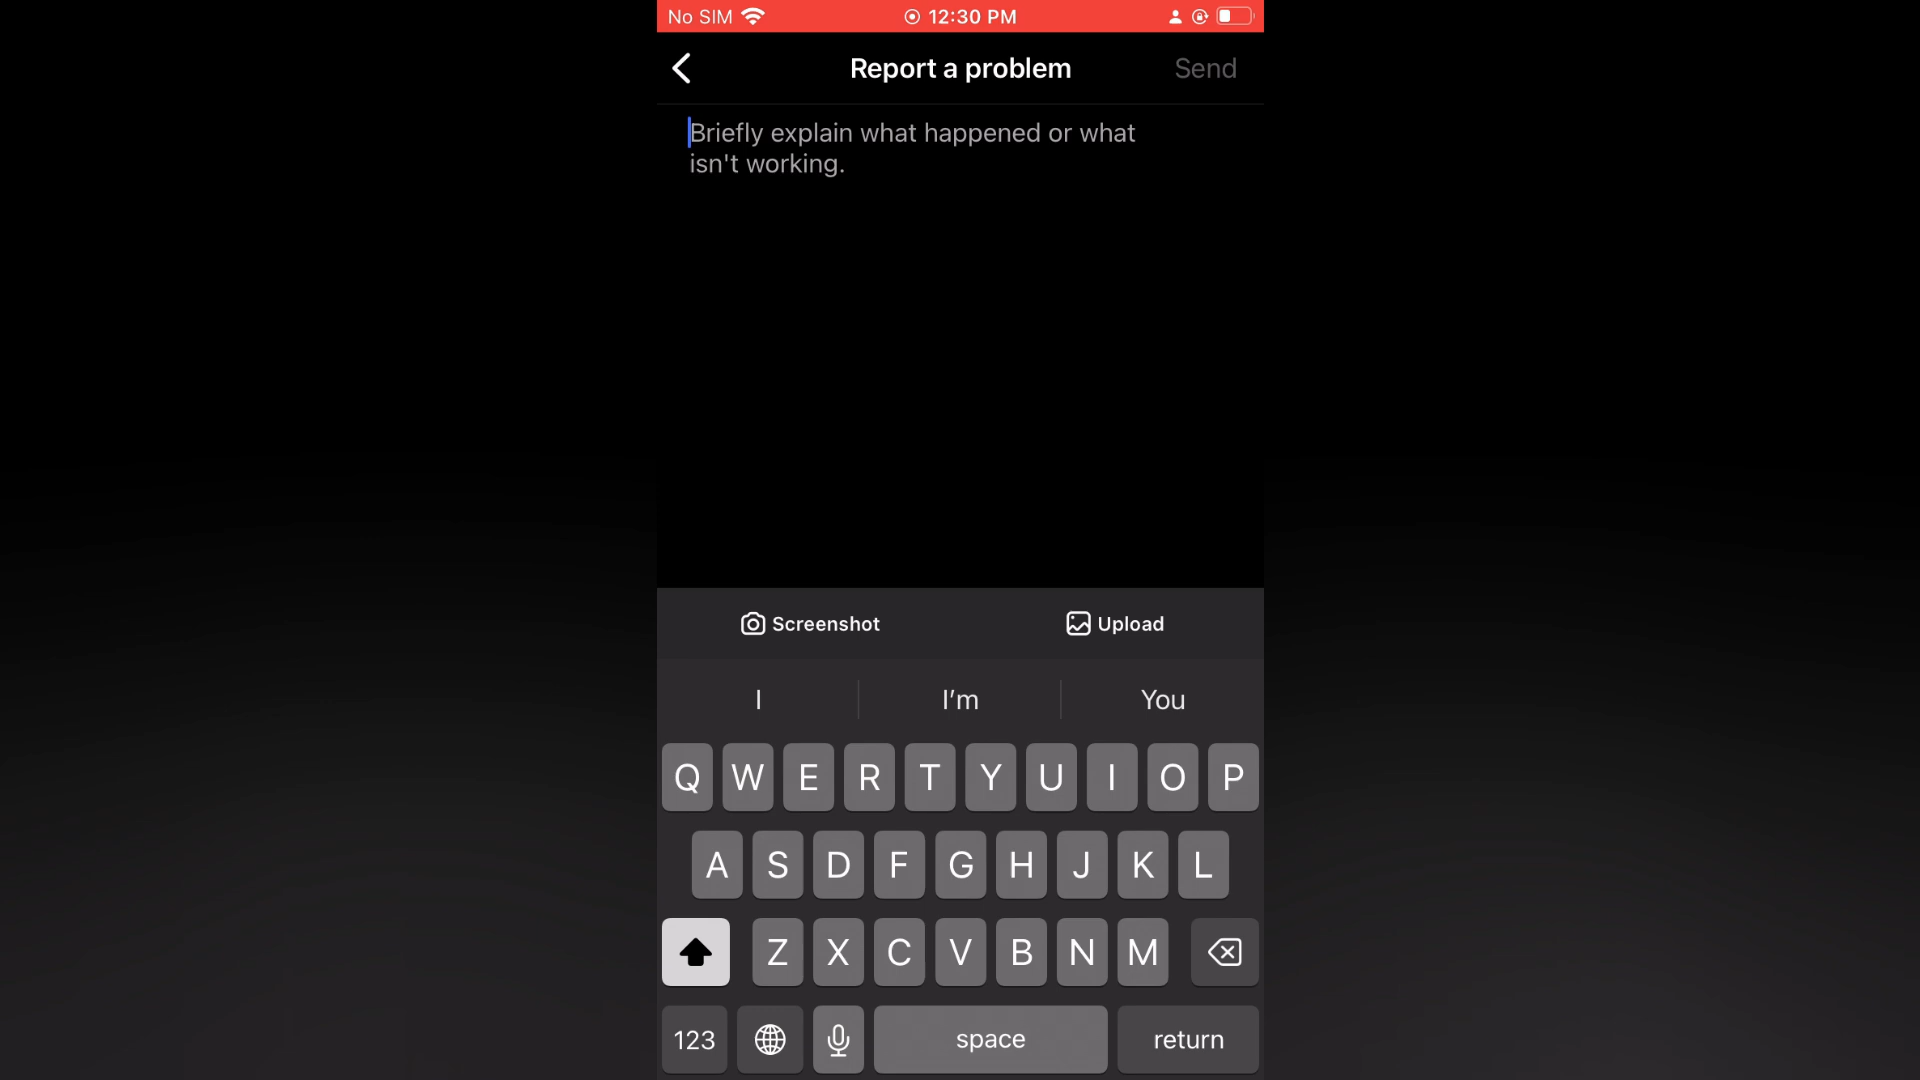 No SIM 12:30 PM
Report a problem Send
Briefly explain what happened or what
isn't working.
Screenshot Upload
I I’m You
Q W E R T Y U I O P
A S D F G H J K L
Z X C V B N M
123 space return